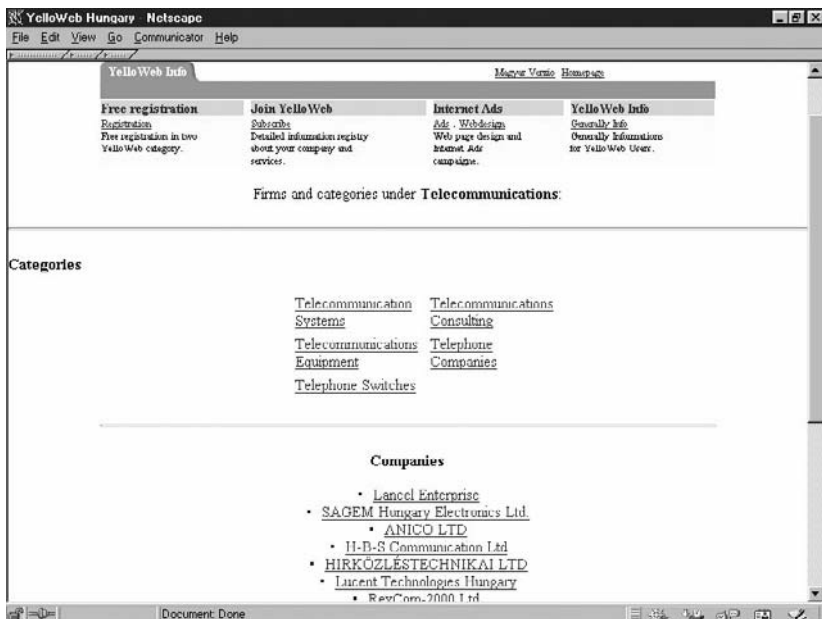 YelloWeb Hungary - Netscape
File Edit View Go Communicator Help
YelloWeb Info
Magyar Verzio Homepage
Free registration Join YelloWeb Internet Ads YelloWeb Info
Registration Subscribe Ads . Webdesign Generally Info
Free registration in two Detailed information registry Web page design and Generally Informations
YelloWeb category. about your company and Internet Ads for YelloWeb Users.
services. campaigne.
Firms and categories under Telecommunications:
Categories
Telecommunication Telecommunications
Systems Consulting
Telecommunications Telephone
Equipment Companies
Telephone Switches
Companies
• Lancel Enterprise
• SAGEM Hungary Electronics Ltd.
• ANICO LTD
• H-B-S Communication Ltd
• HIRKÖZLÉSTECHNIKAI LTD
• Lucent Technologies Hungary
• RevCom-2000 Ltd
Document: Done